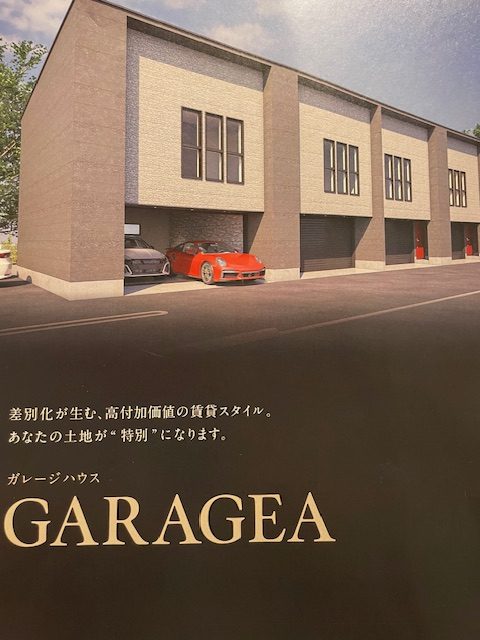 差別化が生む、高付加価値の賃貸スタイル。
あなたの土地が“特別”になります。
ガレージハウス
GARAGEA